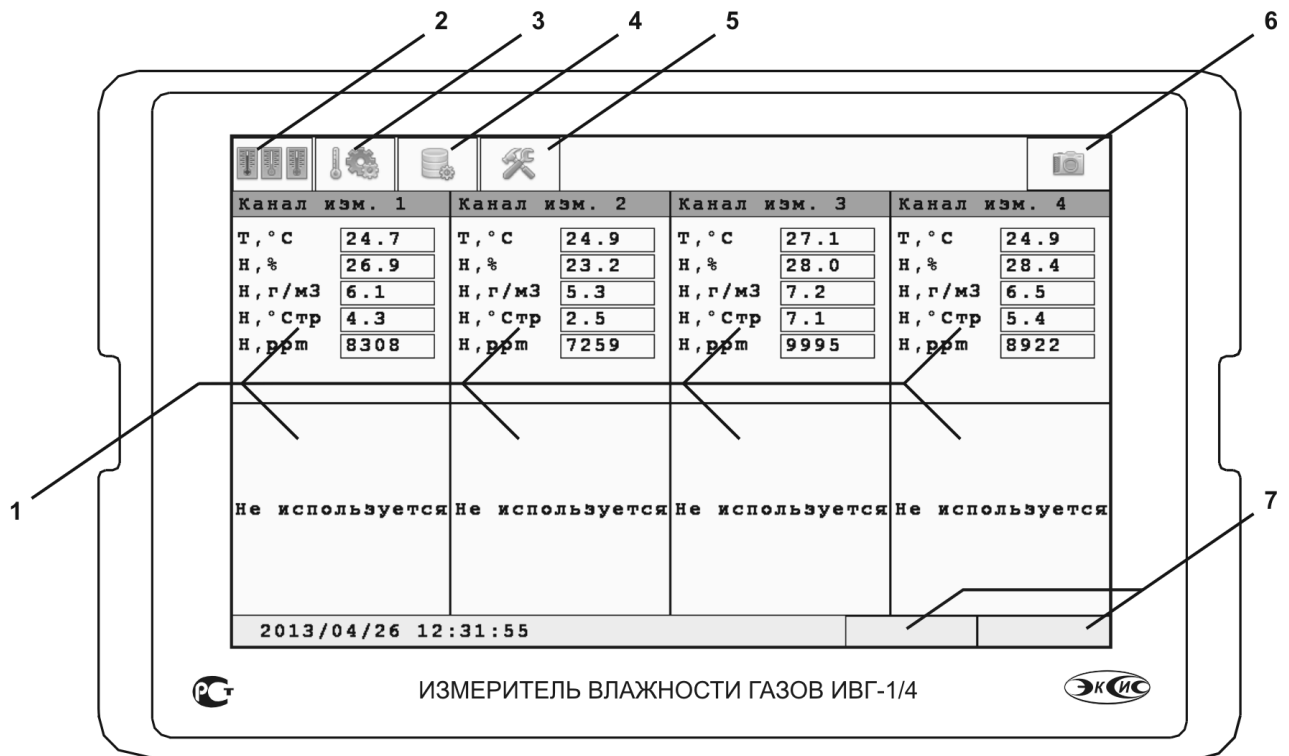 2 3 4 5 6
Канал изм. 1 Канал изм. 2 Канал изм. 3 Канал изм. 4
Т,°С 24.7 Т,°С 24.9 Т,°С 27.1 Т,°С 24.9
Н,% 26.9 Н,% 23.2 Н,% 28.0 Н,% 28.4
Н,г/м3 6.1 Н,г/м3 5.3 Н,г/м3 7.2 Н,г/м3 6.5
Н,°Стр 4.3 Н,°Стр 2.5 Н,°Стр 7.1 Н,°Стр 5.4
Н,ppm 8308 Н,ppm 7259 Н,ppm 9995 Н,ppm 8922
1 Не используется Не используется Не используется Не используется 7
2013/04/26 12:31:55
РСТ ИЗМЕРИТЕЛЬ ВЛАЖНОСТИ ГАЗОВ ИВГ-1/4 ЭКСИС